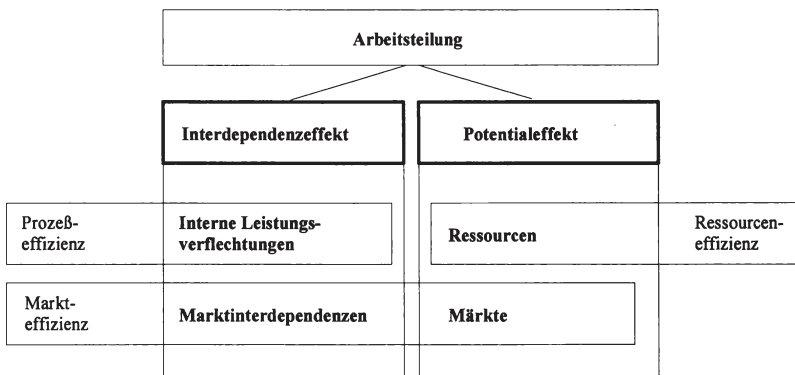 Arbeitsteilung
Interdependenzeffekt
Potentialeffekt
Prozeß-
effizienz
Interne Leistungs-
verflechtungen
Ressourcen
Ressourcen-
effizienz
Markt-
effizienz
Marktinterdependenzen
Märkte